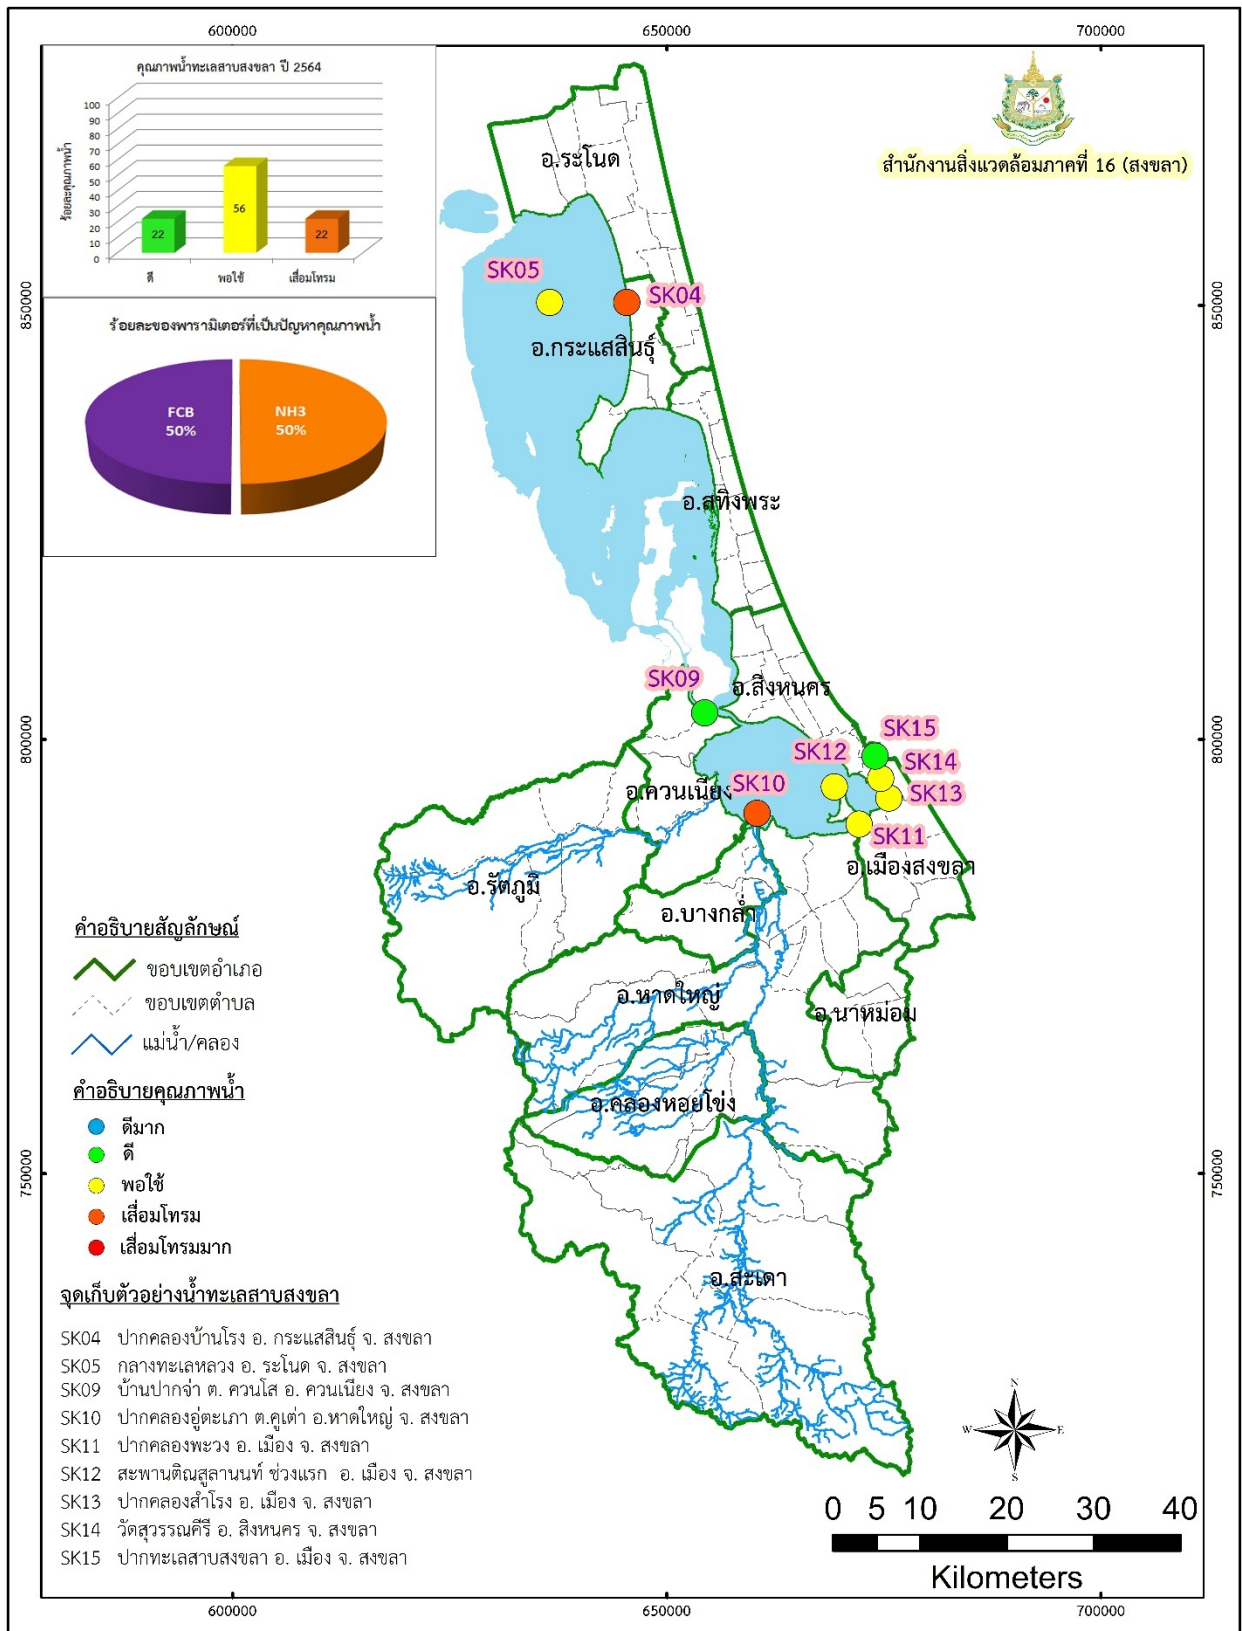 600000
650000
700000
คุณภาพน้ำทะเลสาบสงขลา ปี 2564
ร้อยละคุณภาพน้ำ
100
90
80
70
60
50
40
30
20
10
0
22
56
22
ดี
พอใช้
เสื่อมโทรม
ร้อยละของพารามิเตอร์ที่เป็นปัญหาคุณภาพน้ำ
FCB
50%
NH3
50%
สำนักงานสิ่งแวดล้อมภาคที่ 16 (สงขลา)
850000
850000
800000
800000
750000
750000
อ.ระโนด
SK05
SK04
อ.กระแสสินธุ์
อ.สทิงพระ
SK09
อ.สิงหนคร
SK15
SK12
SK14
SK10
SK13
อ.ควนเนียง
SK11
อ.เมืองสงขลา
อ.รัตภูมิ
อ.บางกล่ำ
อ.หาดใหญ่
อ.นาหม่อม
อ.คลองหอยโข่ง
อ.สะเดา
คำอธิบายสัญลักษณ์
ขอบเขตอำเภอ
ขอบเขตตำบล
แม่น้ำ/คลอง
คำอธิบายคุณภาพน้ำ
ดีมาก
ดี
พอใช้
เสื่อมโทรม
เสื่อมโทรมมาก
จุดเก็บตัวอย่างน้ำทะเลสาบสงขลา
SK04 ปากคลองบ้านโรง อ. กระแสสินธุ์ จ. สงขลา
SK05 กลางทะเลหลวง อ. ระโนด จ. สงขลา
SK09 บ้านปากจ่า ต. ควนโส อ. ควนเนียง จ. สงขลา
SK10 ปากคลองอู่ตะเภา ต.คูเต่า อ.หาดใหญ่ จ. สงขลา
SK11 ปากคลองพะวง อ. เมือง จ. สงขลา
SK12 สะพานติณสูลานนท์ ช่วงแรก อ. เมือง จ. สงขลา
SK13 ปากคลองสำโรง อ. เมือง จ. สงขลา
SK14 วัดสุวรรณคีรี อ. สิงหนคร จ. สงขลา
SK15 ปากทะเลสาบสงขลา อ. เมือง จ. สงขลา
N
W
E
S
0 5 10 20 30 40
Kilometers
600000
650000
700000